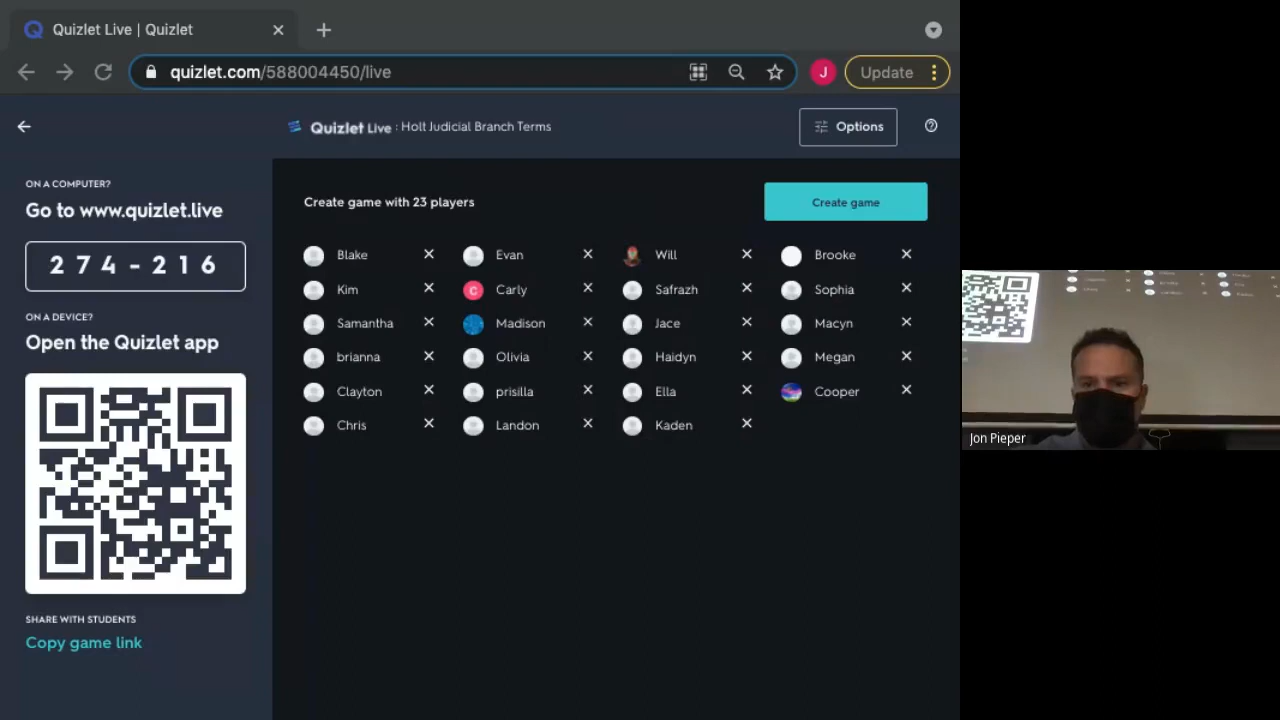 Quizlet Live | Quizlet
quizlet.com/588004450/live
J
Update
Quizlet Live : Holt Judicial Branch Terms
Options
ON A COMPUTER?
Go to www.quizlet.live
274-216
ON A DEVICE?
Open the Quizlet app
SHARE WITH STUDENTS
Copy game link
Create game with 23 players
Create game
Blake
Evan
Will
Brooke
Kim
C
Carly
Safrazh
Sophia
Samantha
Madison
Jace
Macyn
brianna
Olivia
Haidyn
Megan
Clayton
prisilla
Ella
Cooper
Chris
Landon
Kaden
Jon Pieper